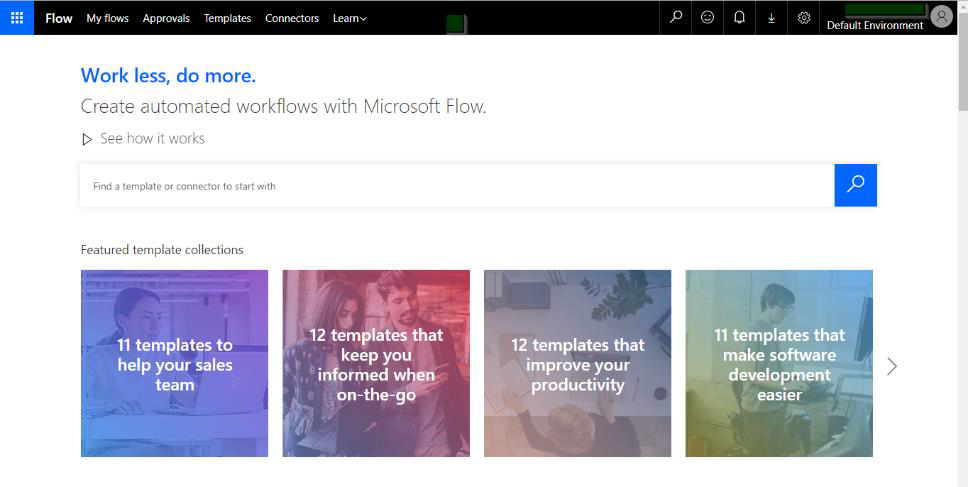 Flow My flows Approvals Templates Connectors Learn
Default Environment
Work less, do more.
Create automated workflows with Microsoft Flow.
See how it works
Find a template or connector to start with
Featured template collections
11 templates to
help your sales
team
12 templates that
keep you
informed when
on-the-go
12 templates that
improve your
productivity
11 templates that
make software
development
easier